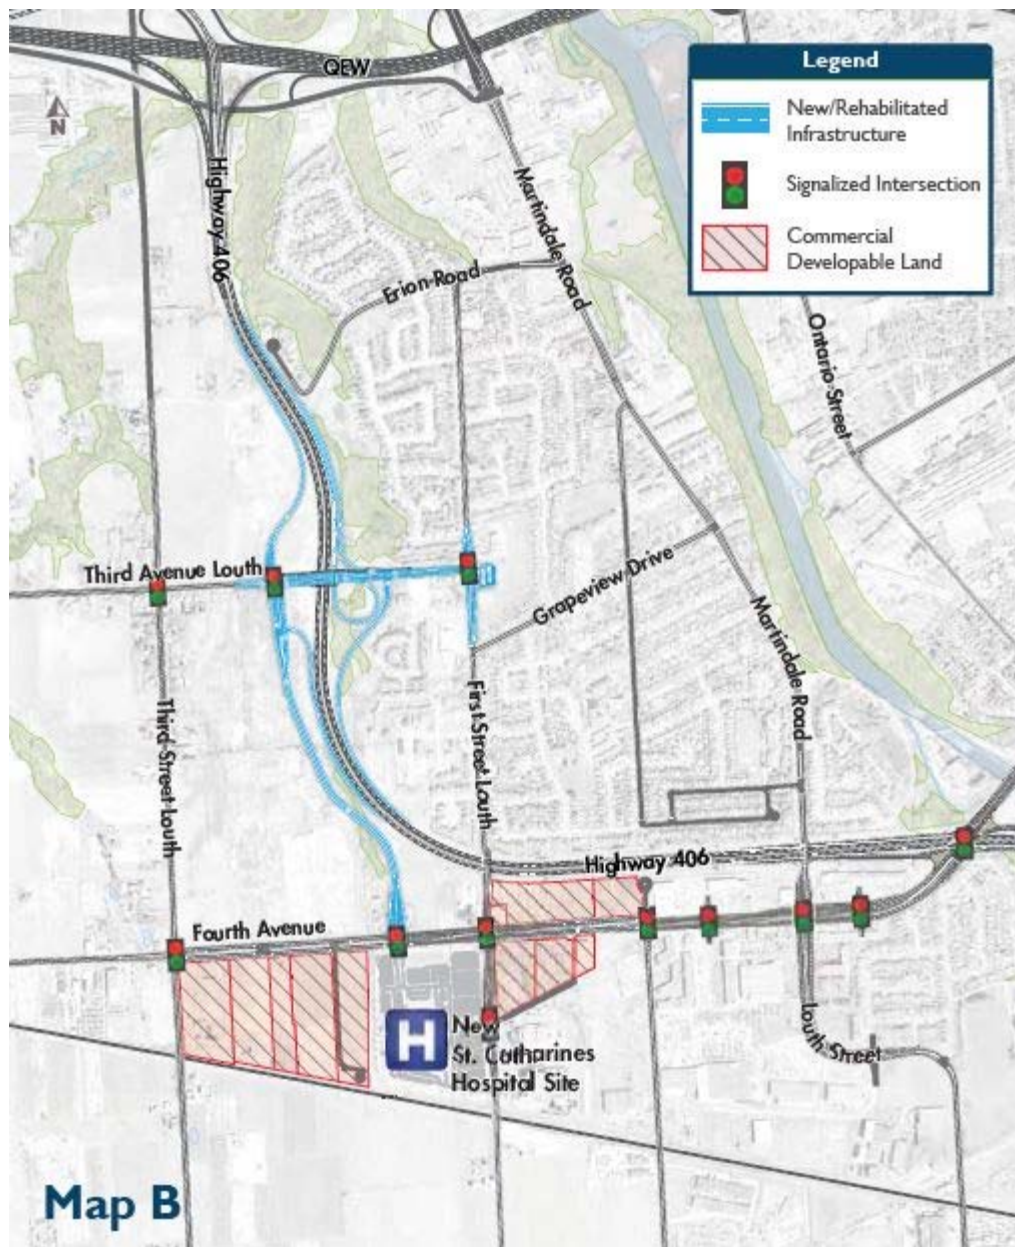 QEW
Legend
New/Rehabilitated
Infrastructure
Signalized Intersection
Commercial
Developable Land
N
Highway 406
Martindale Road
Erion Road
Ontario Street
Third Avenue Louth
Grapeview Drive
Martindale Road
Third Street Louth
First Street Louth
Highway 406
Fourth Avenue
H
New
St. Catharines
Hospital Site
Louth Street
Map B